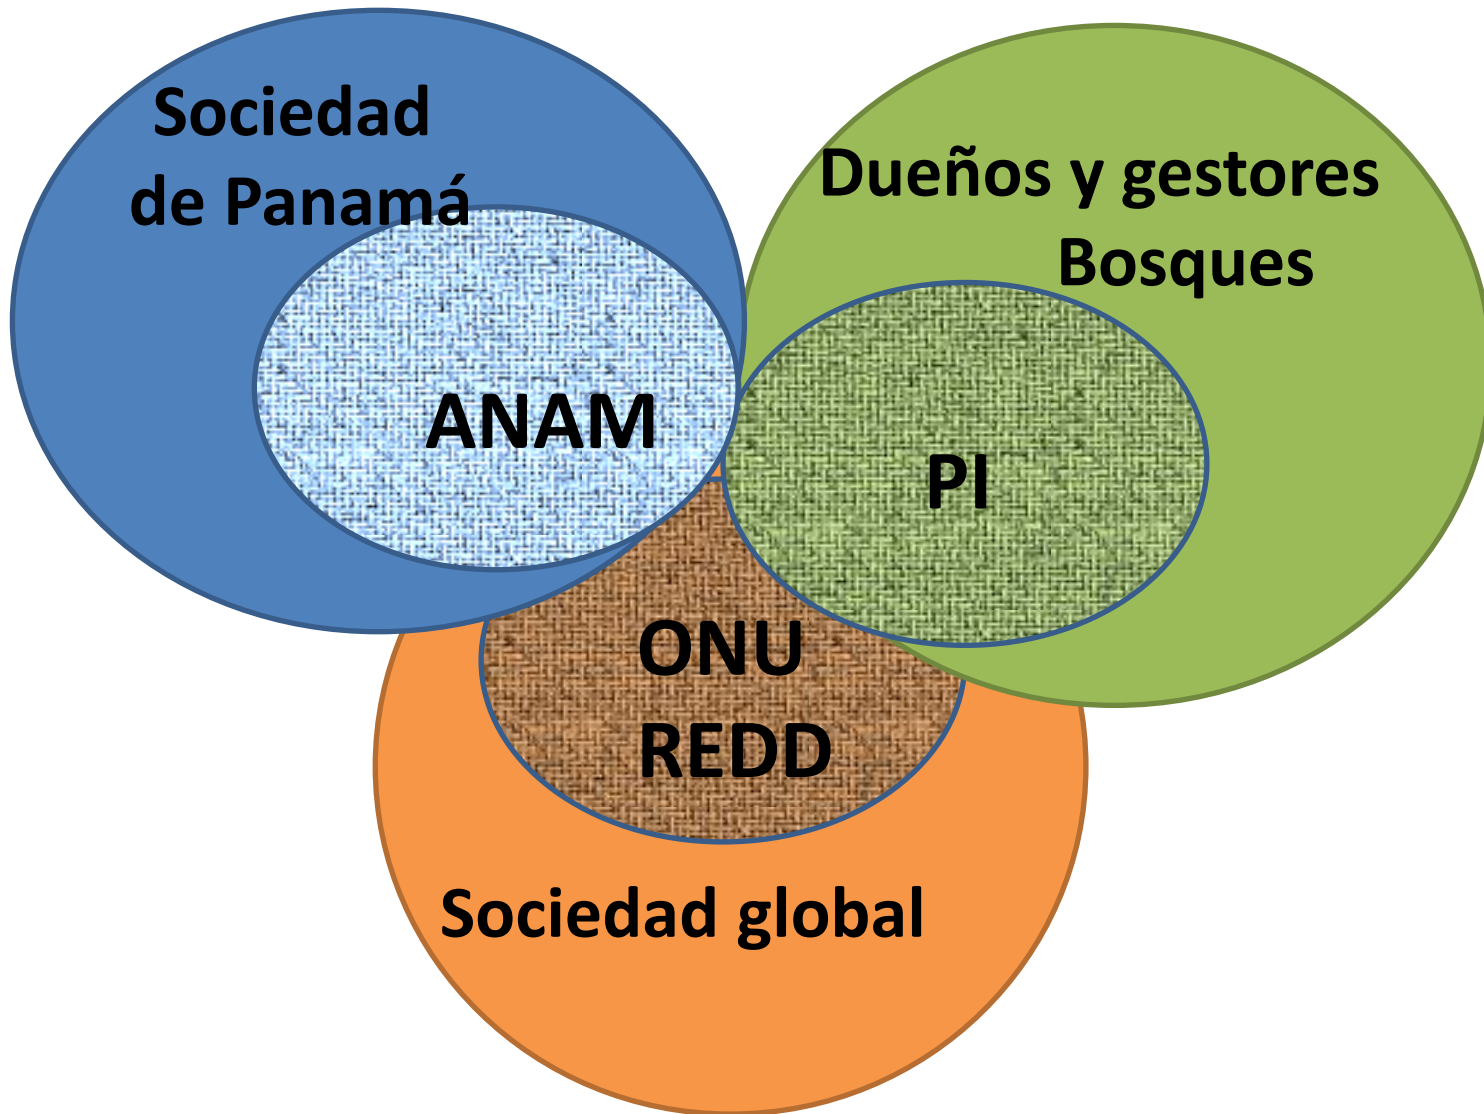 Sociedad
de Panamá
Dueños y gestores
Bosques
ANAM
PI
ONU
REDD
Sociedad global